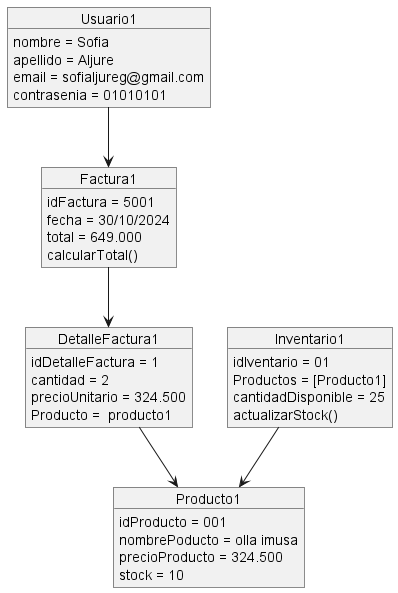 Usuario1
nombre = Sofia
apellido = Aljure
email = sofialjureg@gmail.com
contrasenia = 01010101
Factura1
idFactura = 5001
fecha = 30/10/2024
total = 649.000
calcularTotal()
DetalleFactura1
idDetalleFactura = 1
cantidad = 2
precioUnitario = 324.500
Producto =  producto1
Inventario1
idIventario = 01
Productos = [Producto1]
cantidadDisponible = 25
actualizarStock()
Producto1
idProducto = 001
nombrePoducto = olla imusa
precioProducto = 324.500
stock = 10